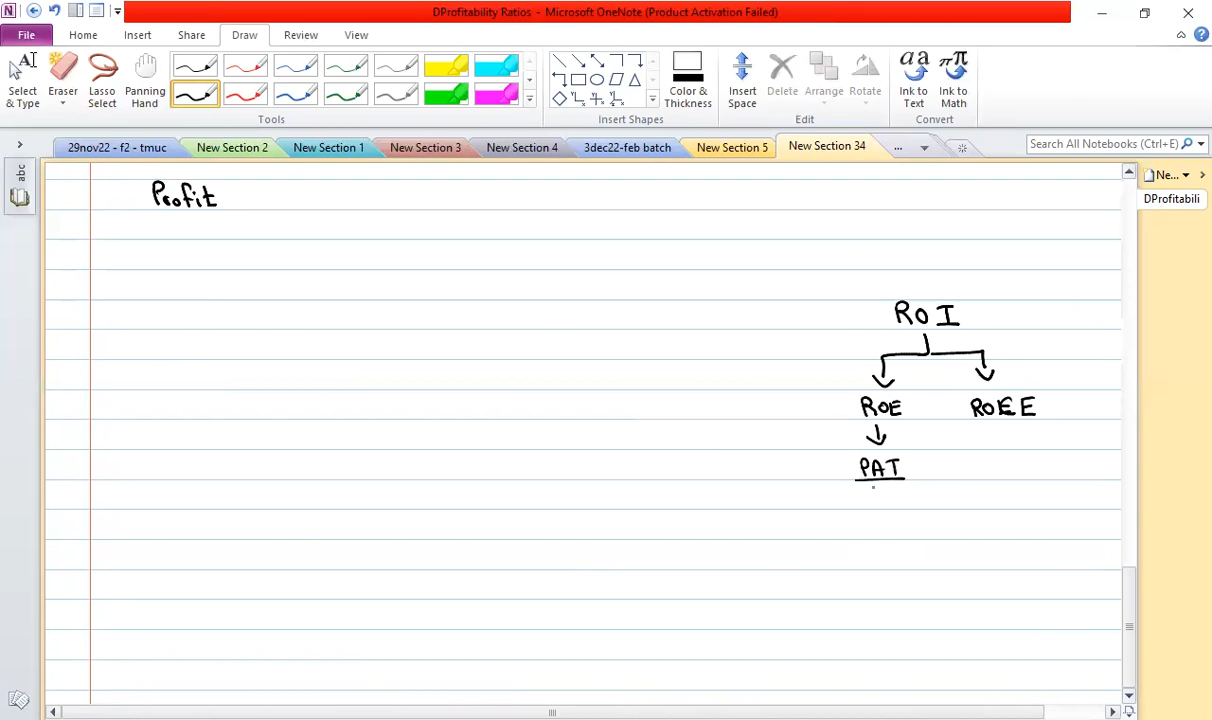 DProfitability Ratios - Microsoft OneNote (Product Activation Failed)
File Home Insert Share Draw Review View
Select & Type
Eraser
Lasso Select
Panning Hand
Color & Thickness
Insert Space
Delete
Arrange
Rotate
Ink to Text
Ink to Math
Tools Insert Shapes Edit Convert
29nov22 - f2 - tmuc New Section 2 New Section 1 New Section 3 New Section 4 3dec22-feb batch New Section 5 New Section 34 ... Search All Notebooks (Ctrl+E)
abc
Ne...
DProfitabili
Profit
ROI
ROE ROCE
PAT